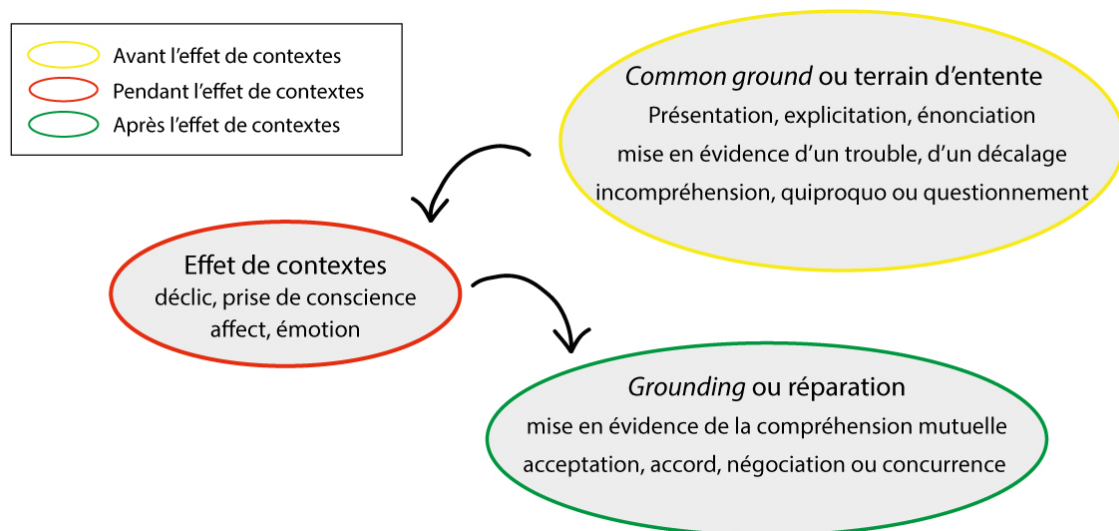 Avant l'effet de contextes
Pendant l'effet de contextes
Après l'effet de contextes
Common ground ou terrain d'entente
Présentation, explicitation, énonciation
mise en évidence d'un trouble, d'un décalage
incompréhension, quiproquo ou questionnement
Effet de contextes
déclic, prise de conscience
affect, émotion
Grounding ou réparation
mise en évidence de la compréhension mutuelle
acceptation, accord, négociation ou concurrence